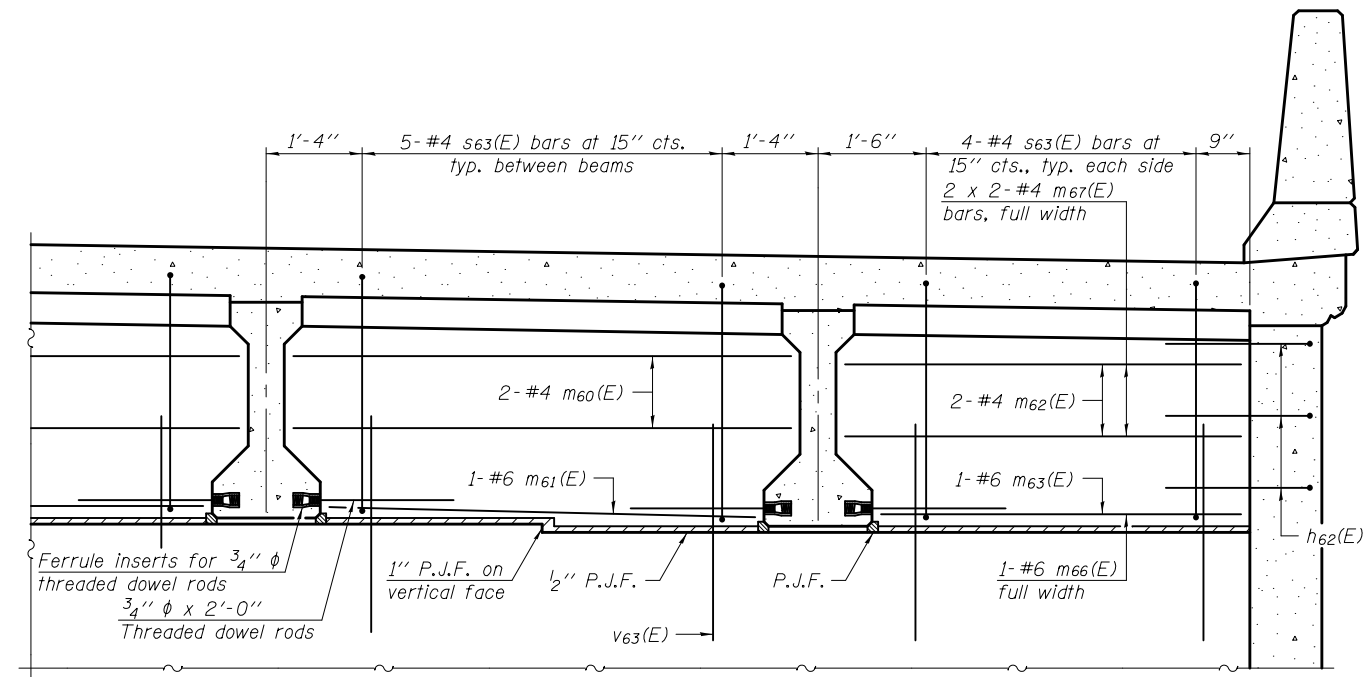 1'-4"
5-#4 s63(E) bars at 15" cts.
typ. between beams
1'-4"
1'-6"
4-#4 s63(E) bars at
15" cts., typ. each side
9"
2 x 2-#4 m67(E)
bars, full width
2-#4 m60(E)
2-#4 m62(E)
1-#6 m61(E)
1-#6 m63(E)
h62(E)
Ferrule inserts for 3/4" ϕ
threaded dowel rods
3/4" ϕ x 2'-0"
Threaded dowel rods
1" P.J.F. on
vertical face
1/2" P.J.F.
P.J.F.
1-#6 m66(E)
full width
v63(E)